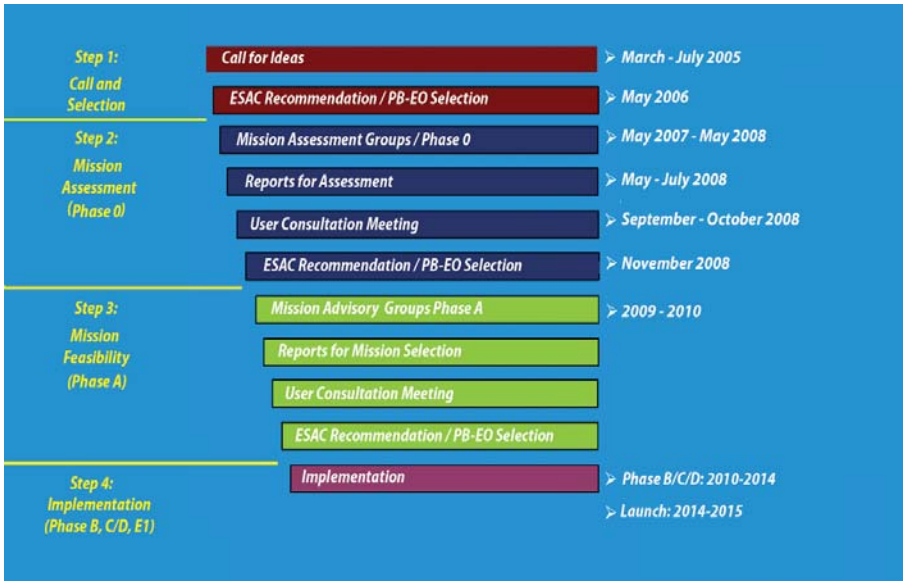 Step 1:
Call and
Selection
Call for Ideas
➢ March - July 2005
ESAC Recommendation / PB-EO Selection
➢ May 2006
Step 2:
Mission
Assessment
(Phase 0)
Mission Assessment Groups / Phase 0
➢ May 2007 - May 2008
Reports for Assessment
➢ May - July 2008
User Consultation Meeting
➢ September - October 2008
ESAC Recommendation / PB-EO Selection
➢ November 2008
Step 3:
Mission
Feasibility
(Phase A)
Mission Advisory Groups Phase A
➢ 2009 - 2010
Reports for Mission Selection
User Consultation Meeting
ESAC Recommendation / PB-EO Selection
Step 4:
Implementation
(Phase B, C/D, E1)
Implementation
➢ Phase B/C/D: 2010-2014
➢ Launch: 2014-2015